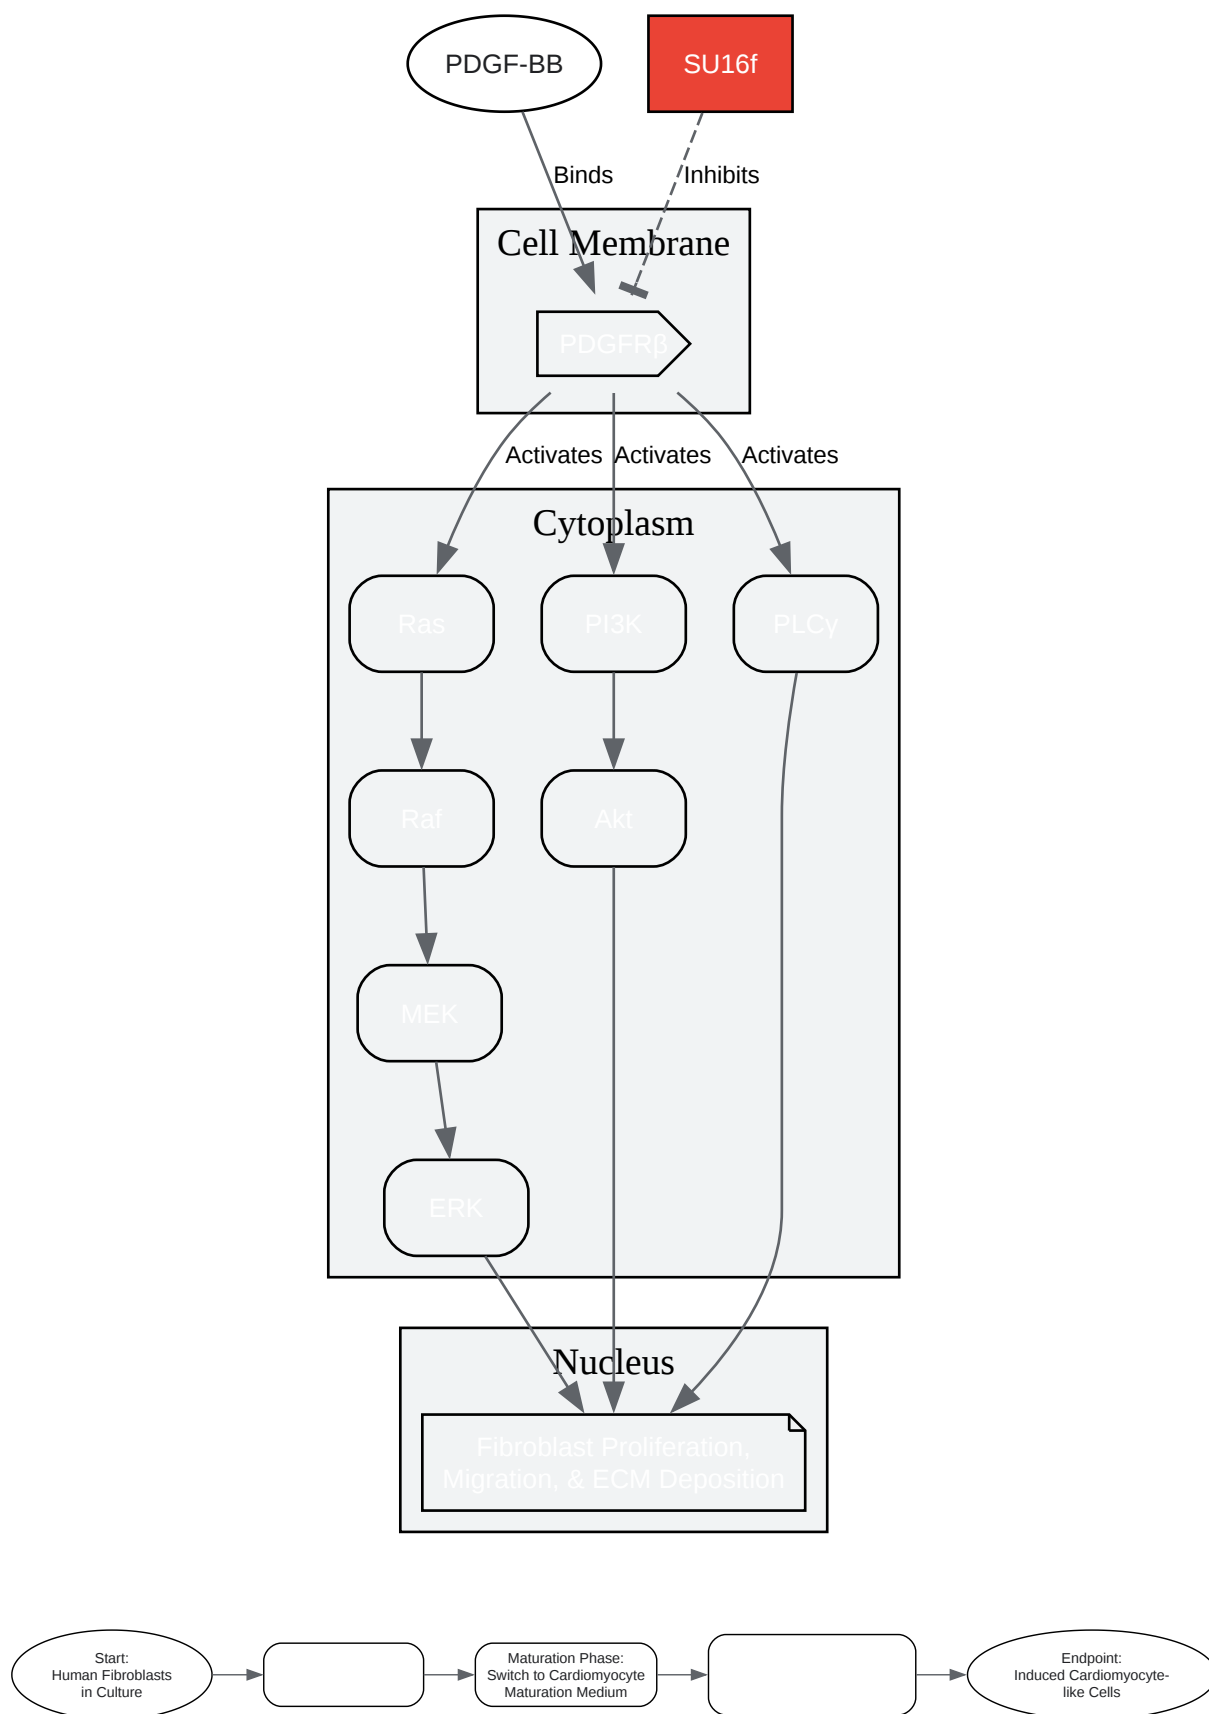 PDGF-BB
SU16f
Binds
Inhibits
Cell Membrane
PDGFRβ
Activates
Activates
Activates
Cytoplasm
Ras
PI3K
PLCγ
Raf
Akt
MEK
ERK
Nucleus
Fibroblast Proliferation,
Migration, & ECM Deposition
Start:
Human Fibroblasts
in Culture
Maturation Phase:
Switch to Cardiomyocyte
Maturation Medium
Endpoint:
Induced Cardiomyocyte-
like Cells